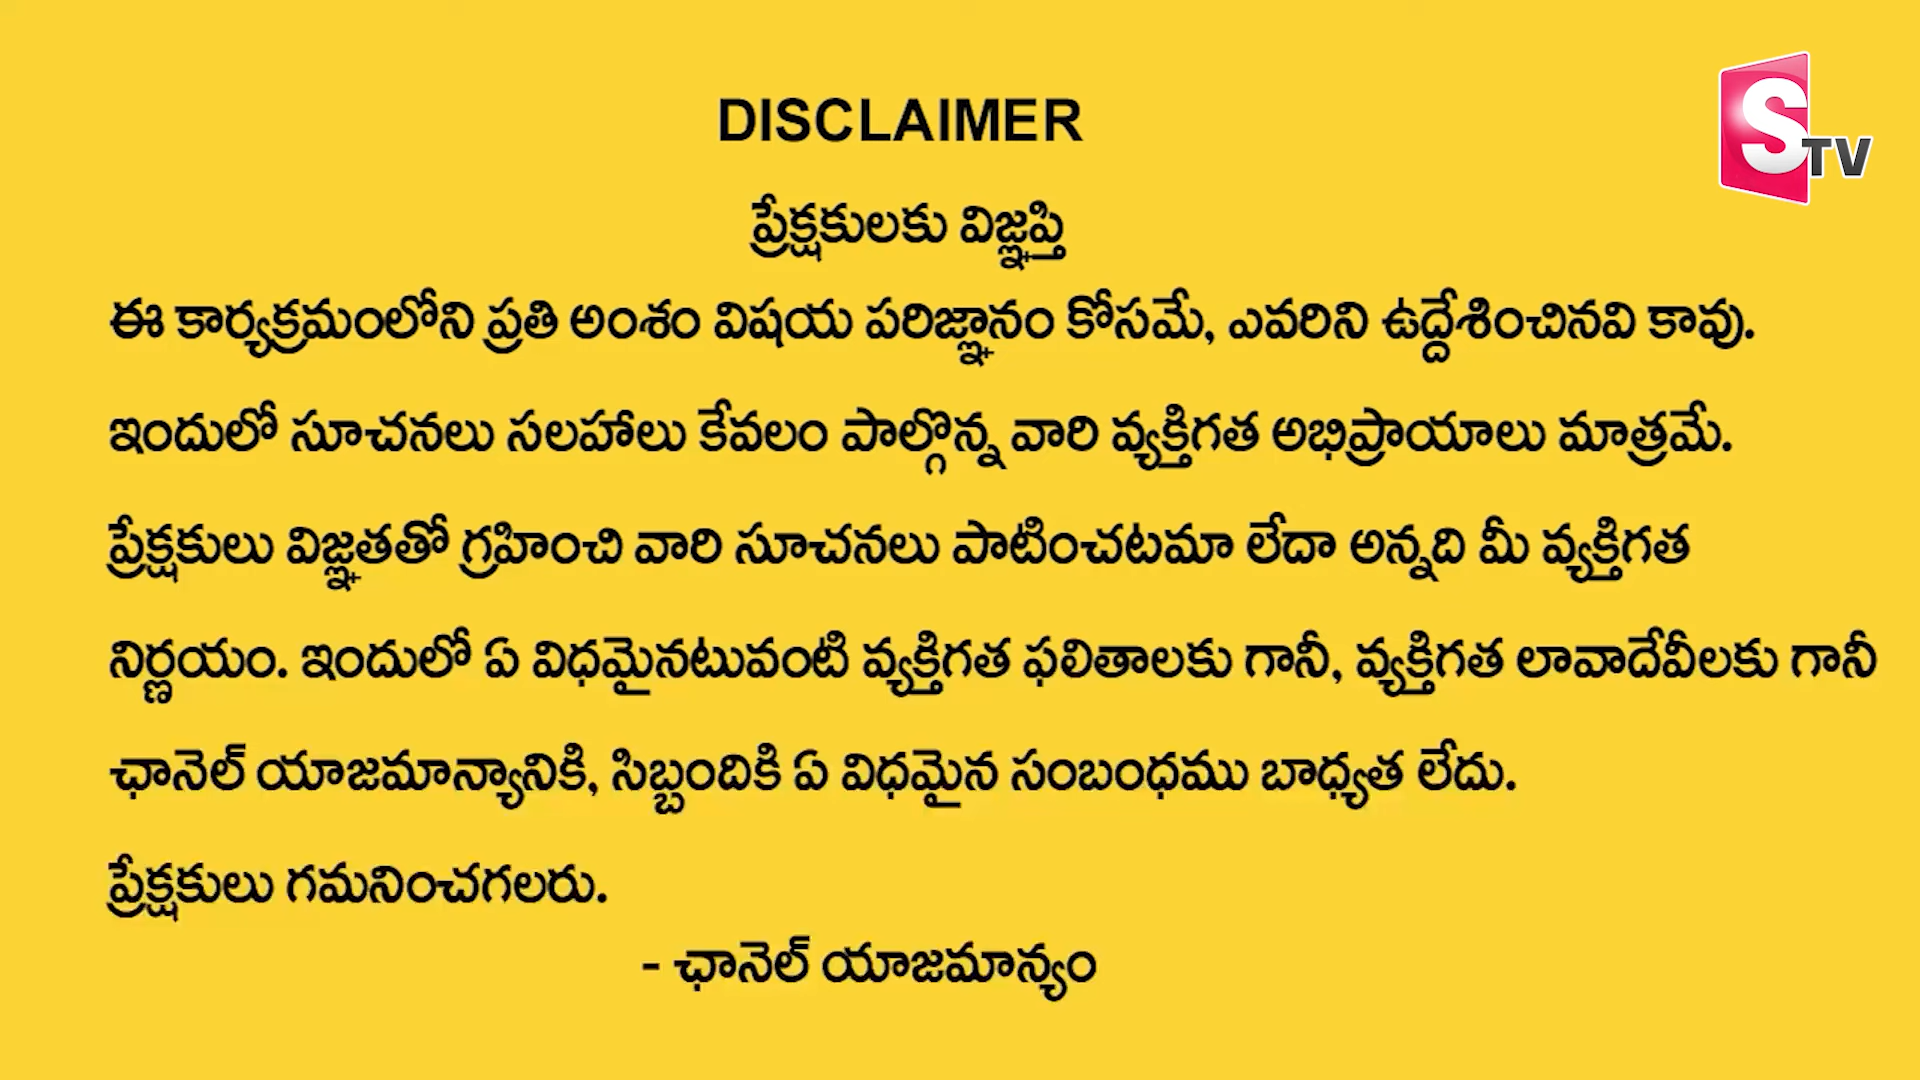 DISCLAIMER
S TV
ప్రేక్షకులకు విజ్ఞప్తి
ఈ కార్యక్రమంలోని ప్రతి అంశం విషయ పరిజ్ఞానం కోసమే, ఎవరిని ఉద్దేశించినవి కావు.
ఇందులో సూచనలు సలహాలు కేవలం పాల్గొన్న వారి వ్యక్తిగత అభిప్రాయాలు మాత్రమే.
ప్రేక్షకులు విజ్ఞతతో గ్రహించి వారి సూచనలు పాటించటమా లేదా అన్నది మీ వ్యక్తిగత
నిర్ణయం. ఇందులో ఏ విధమైనటువంటి వ్యక్తిగత ఫలితాలకు గానీ, వ్యక్తిగత లావాదేవీలకు గానీ
ఛానెల్ యాజమాన్యానికి, సిబ్బందికి ఏ విధమైన సంబంధము బాధ్యత లేదు.
ప్రేక్షకులు గమనించగలరు.
- ఛానెల్ యాజమాన్యం